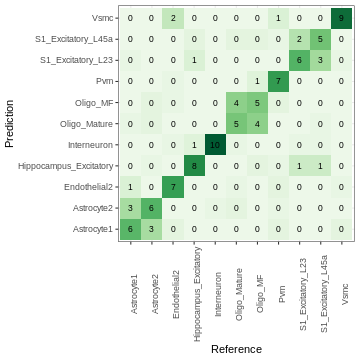 Prediction
Vsmc 0 0 2 0 0 0 0 1 0 0 9
S1_Excitatory_L45a 0 0 0 0 0 0 0 0 2 5 0
S1_Excitatory_L23 0 0 0 1 0 0 0 0 6 3 0
Pvm 0 0 0 0 0 0 1 7 0 0 0
Oligo_MF 0 0 0 0 0 4 5 0 0 0 0
Oligo_Mature 0 0 0 0 0 5 4 0 0 0 0
Interneuron 0 0 0 1 10 0 0 0 0 0 0
Hippocampus_Excitatory 0 0 0 8 0 0 0 0 1 1 0
Endothelial2 1 0 7 0 0 0 0 0 0 0 0
Astrocyte2 3 6 0 0 0 0 0 0 0 0 0
Astrocyte1 6 3 0 0 0 0 0 0 0 0 0
Astrocyte1
Astrocyte2
Endothelial2
Hippocampus_Excitatory
Interneuron
Oligo_Mature
Oligo_MF
Pvm
S1_Excitatory_L23
S1_Excitatory_L45a
Vsmc
Reference